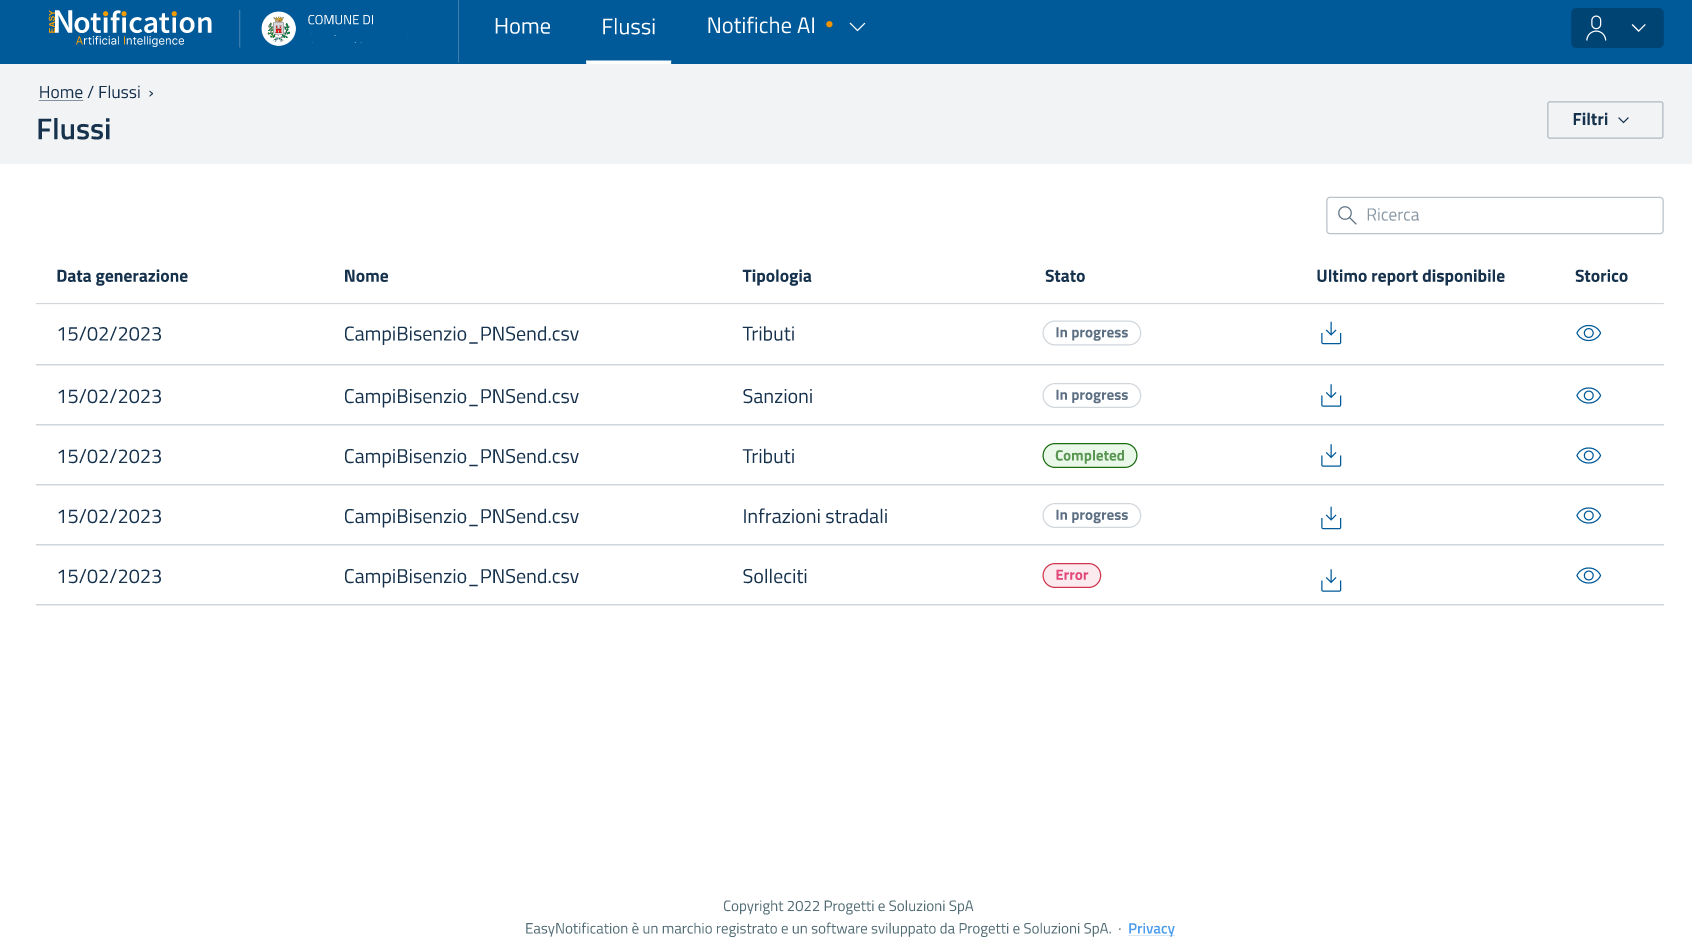 EASY Notification
Artificial Intelligence
COMUNE DI
Home
Flussi
Notifiche AI
Home / Flussi ›
Flussi
Filtri
Ricerca
Data generazione Nome Tipologia Stato Ultimo report disponibile Storico
15/02/2023 CampiBisenzio_PNSend.csv Tributi In progress
15/02/2023 CampiBisenzio_PNSend.csv Sanzioni In progress
15/02/2023 CampiBisenzio_PNSend.csv Tributi Completed
15/02/2023 CampiBisenzio_PNSend.csv Infrazioni stradali In progress
15/02/2023 CampiBisenzio_PNSend.csv Solleciti Error
Copyright 2022 Progetti e Soluzioni SpA
EasyNotification è un marchio registrato e un software sviluppato da Progetti e Soluzioni SpA. · Privacy